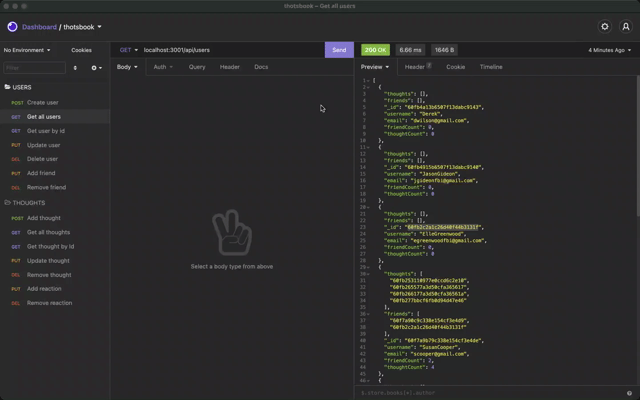 thotsbook – Get all users
Dashboard / thotsbook
No Environment Cookies
GET localhost:3001/api/users Send
200 OK 6.66 ms 1646 B 4 Minutes Ago
Filter
Body Auth Query Header Docs
Preview Header 7 Cookie Timeline
USERS
POST Create user
GET Get all users
GET Get user by id
PUT Update user
DEL Delete user
PUT Add friend
DEL Remove friend
THOUGHTS
POST Add thought
GET Get all thoughts
GET Get thought by Id
PUT Update thought
DEL Remove thought
PUT Add reaction
DEL Remove reaction
Select a body type from above
1 [
2 {
3 "thoughts": [],
4 "friends": [],
5 "_id": "60fb4a13b6507f13dabc9143",
6 "username": "Derek",
7 "email": "dwilson@gmail.com",
8 "friendCount": 0,
9 "thoughtCount": 0
10 },
11 {
12 "thoughts": [],
13 "friends": [],
14 "_id": "60fb4915b6507f13dabc9140",
15 "username": "JasonGideon",
16 "email": "jgideonfbi@gmail.com",
17 "friendCount": 0,
18 "thoughtCount": 0
19 },
20 {
21 "thoughts": [],
22 "friends": [],
23 "_id": "60fb2c2a1c26d40f44b3131f",
24 "username": "ElleGreenwood",
25 "email": "egreenwoodfbi@gmail.com",
26 "friendCount": 0,
27 "thoughtCount": 0
28 },
29 {
30 "thoughts": [
31 "60fb253110977e0ccd6c2e18",
32 "60fb265577a3d50cfa365617",
33 "60fb266177a3d50cfa36561a",
34 "60fb277bbcf6fb0d94d47e46"
35 ],
36 "friends": [
37 "60f7a90c9c338e154cf3e4d9",
38 "60fb2c2a1c26d40f44b3131f"
39 ],
40 "_id": "60f7a9b79c338e154cf3e4de",
41 "username": "SusanCooper",
42 "email": "scooper@gmail.com",
43 "friendCount": 2,
44 "thoughtCount": 4
45 },
46 {
$.store.books[*].author